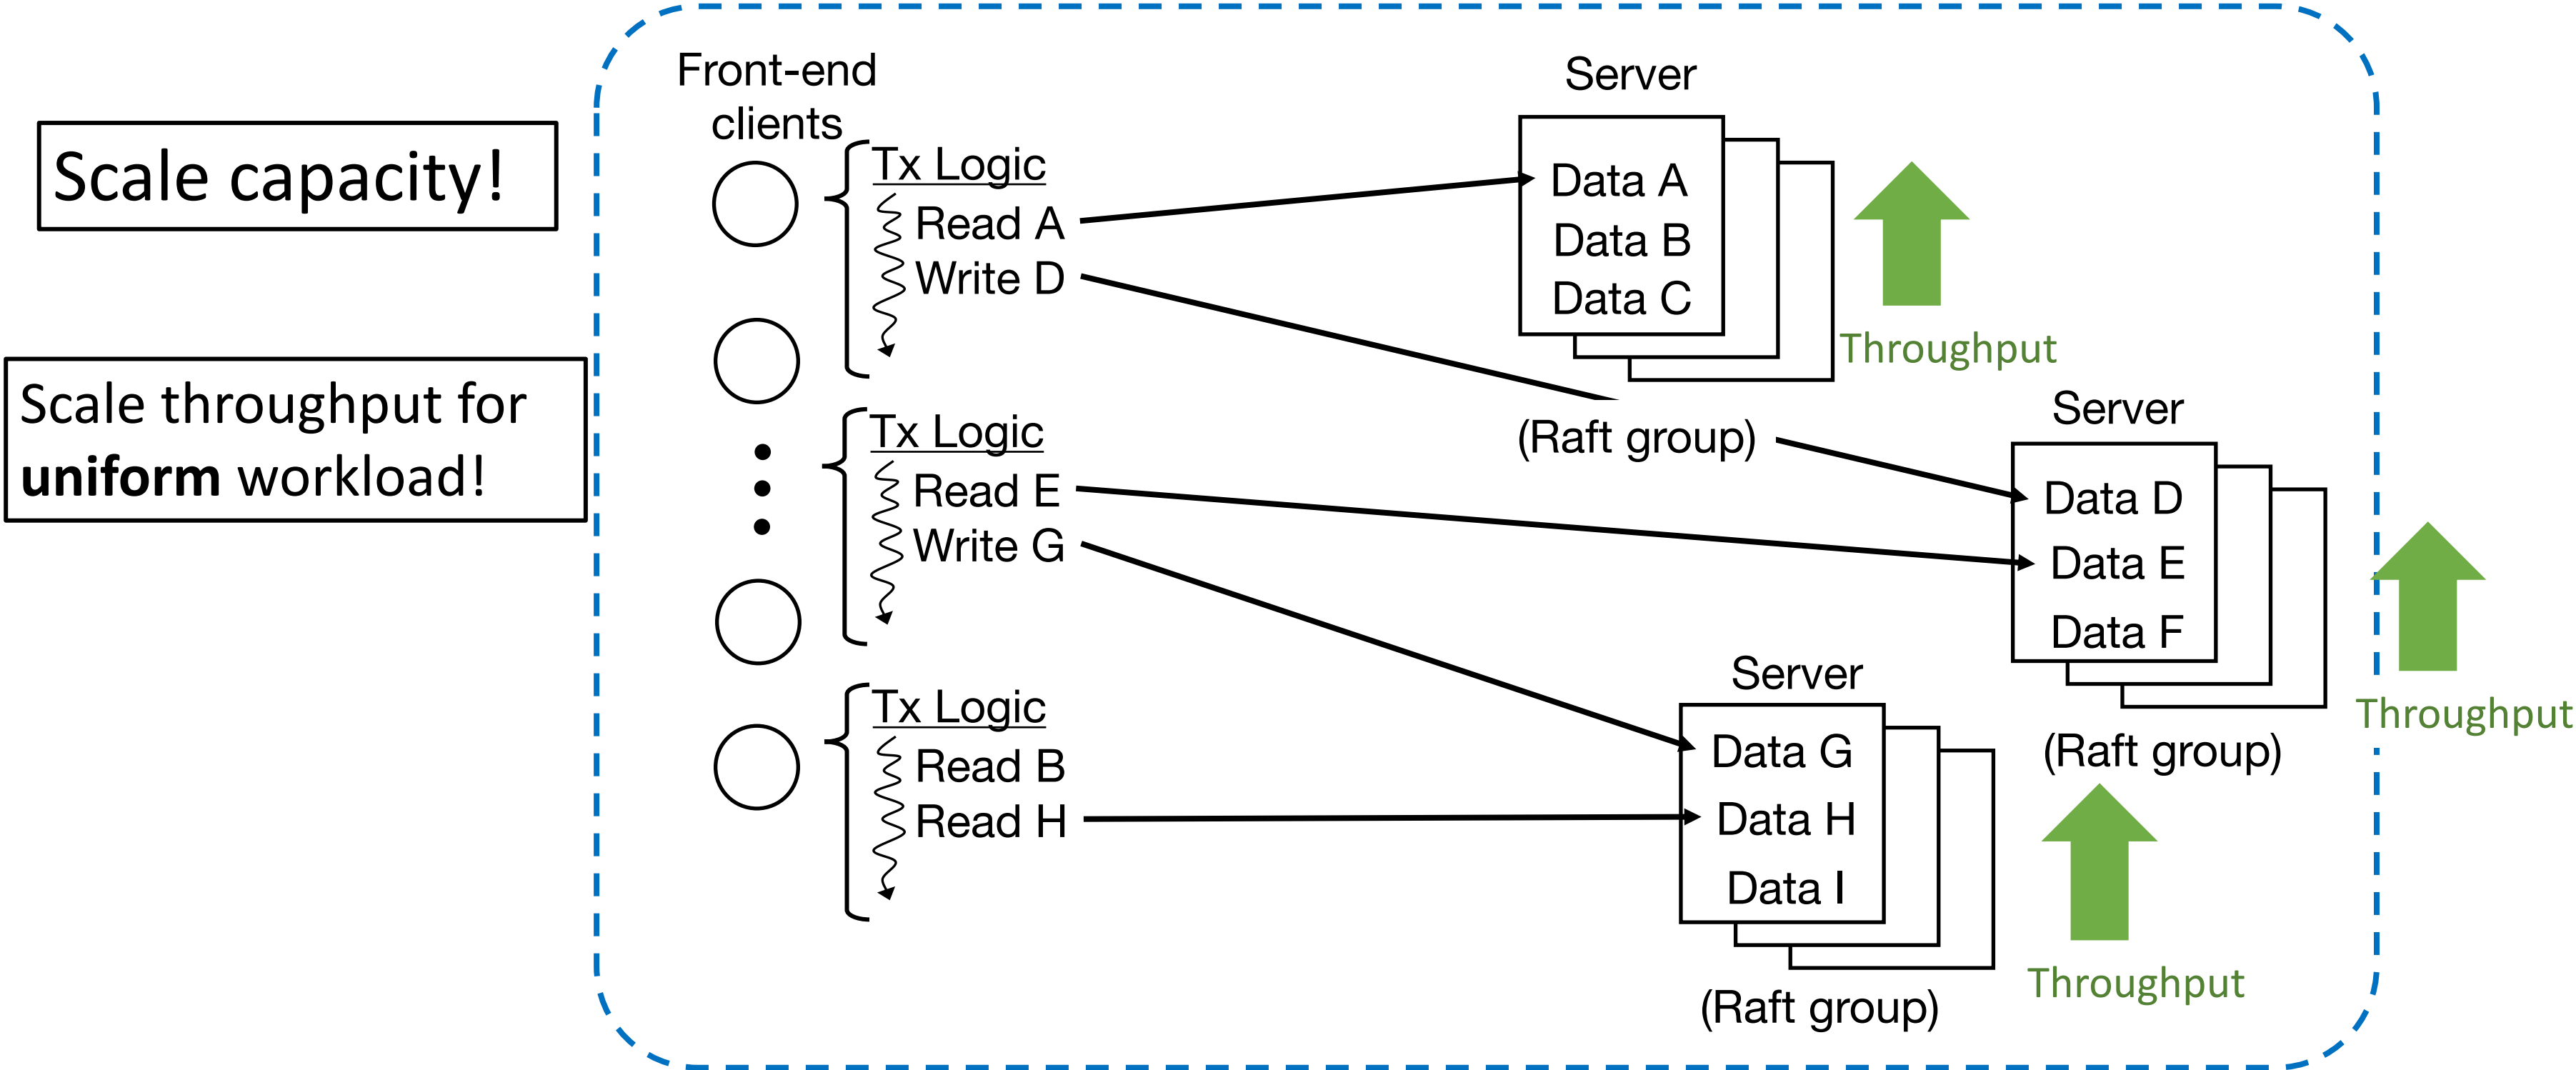 Scale capacity!
Scale throughput for
uniform workload!
Front-end
clients
Tx Logic
Read A
Write D
Tx Logic
Read E
Write G
Tx Logic
Read B
Read H
Server
Data A
Data B
Data C
(Raft group)
Throughput
Server
Data D
Data E
Data F
(Raft group)
Throughput
Server
Data G
Data H
Data I
(Raft group)
Throughput